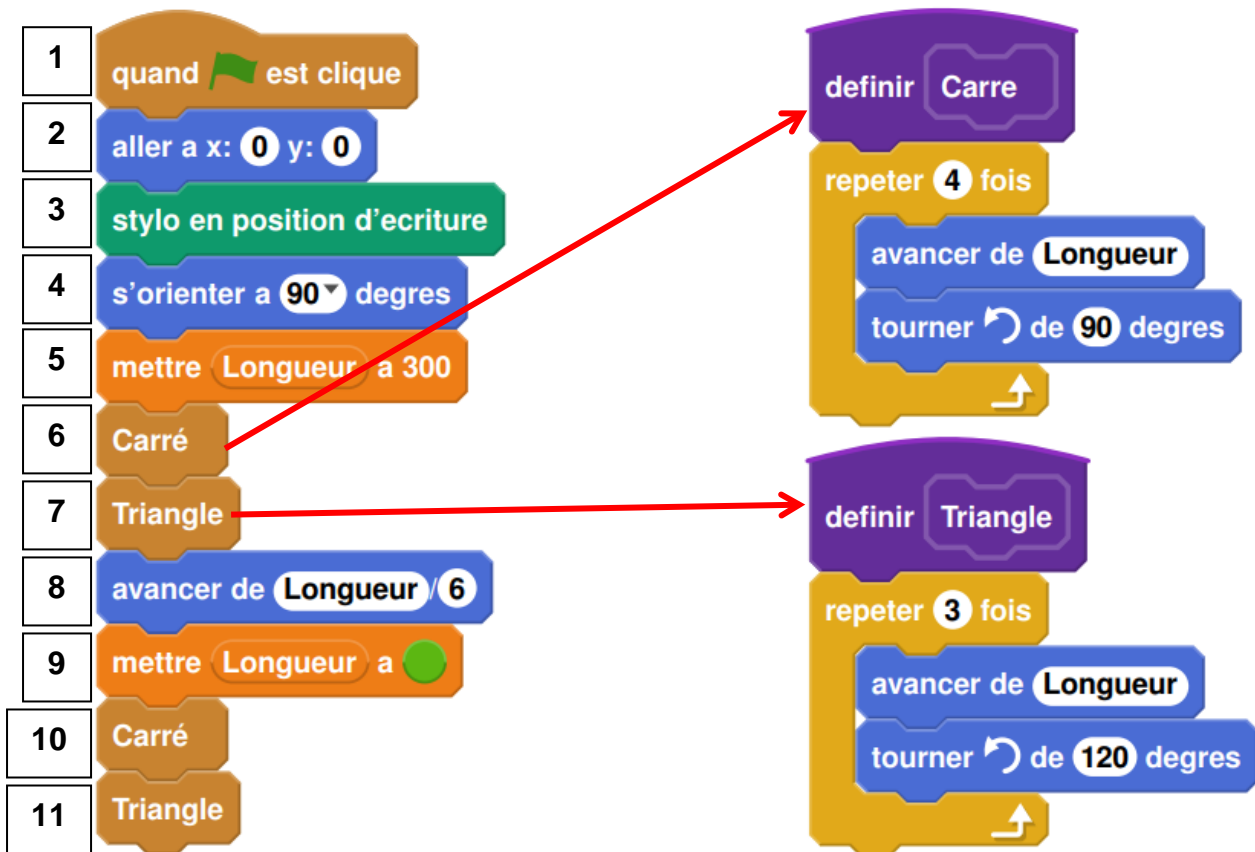 1 quand est clique
2 aller a x: 0 y: 0
3 stylo en position d'ecriture
4 s'orienter a 90 degres
5 mettre Longueur a 300
6 Carré
7 Triangle
8 avancer de Longueur / 6
9 mettre Longueur a
10 Carré
11 Triangle
definir Carre
repeter 4 fois
avancer de Longueur
tourner de 90 degres
definir Triangle
repeter 3 fois
avancer de Longueur
tourner de 120 degres